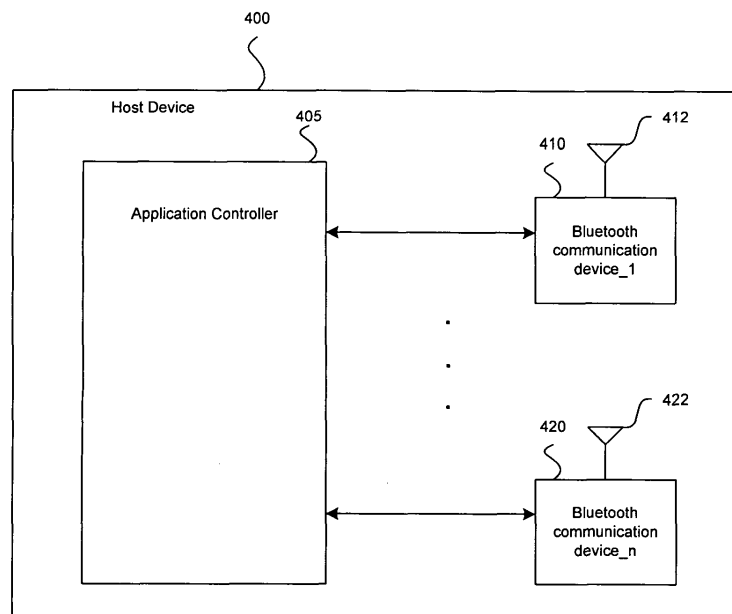 400
Host Device
405
412
410
Application Controller
Bluetooth
communication
device_1
422
420
Bluetooth
communication
device_n